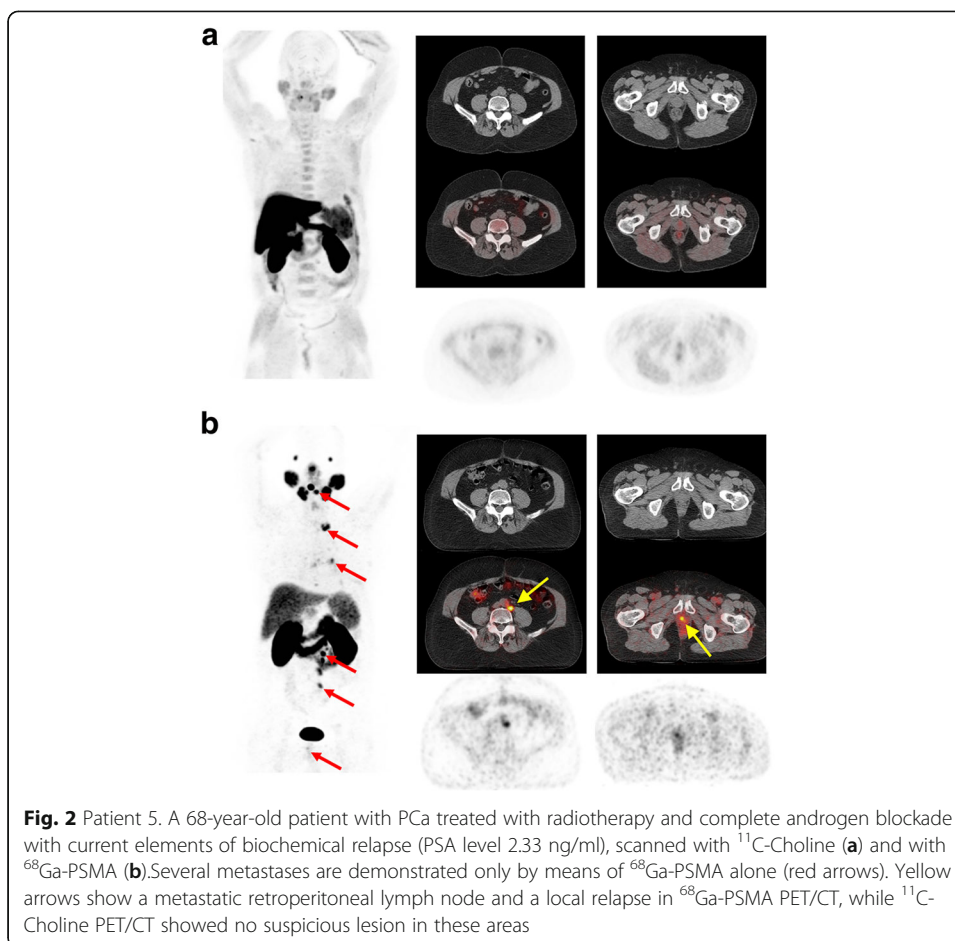 a
b
Fig. 2 Patient 5. A 68-year-old patient with PCa treated with radiotherapy and complete androgen blockade
with current elements of biochemical relapse (PSA level 2.33 ng/ml), scanned with ¹¹C-Choline (a) and with
⁶⁸Ga-PSMA (b).Several metastases are demonstrated only by means of ⁶⁸Ga-PSMA alone (red arrows). Yellow
arrows show a metastatic retroperitoneal lymph node and a local relapse in ⁶⁸Ga-PSMA PET/CT, while ¹¹C-
Choline PET/CT showed no suspicious lesion in these areas